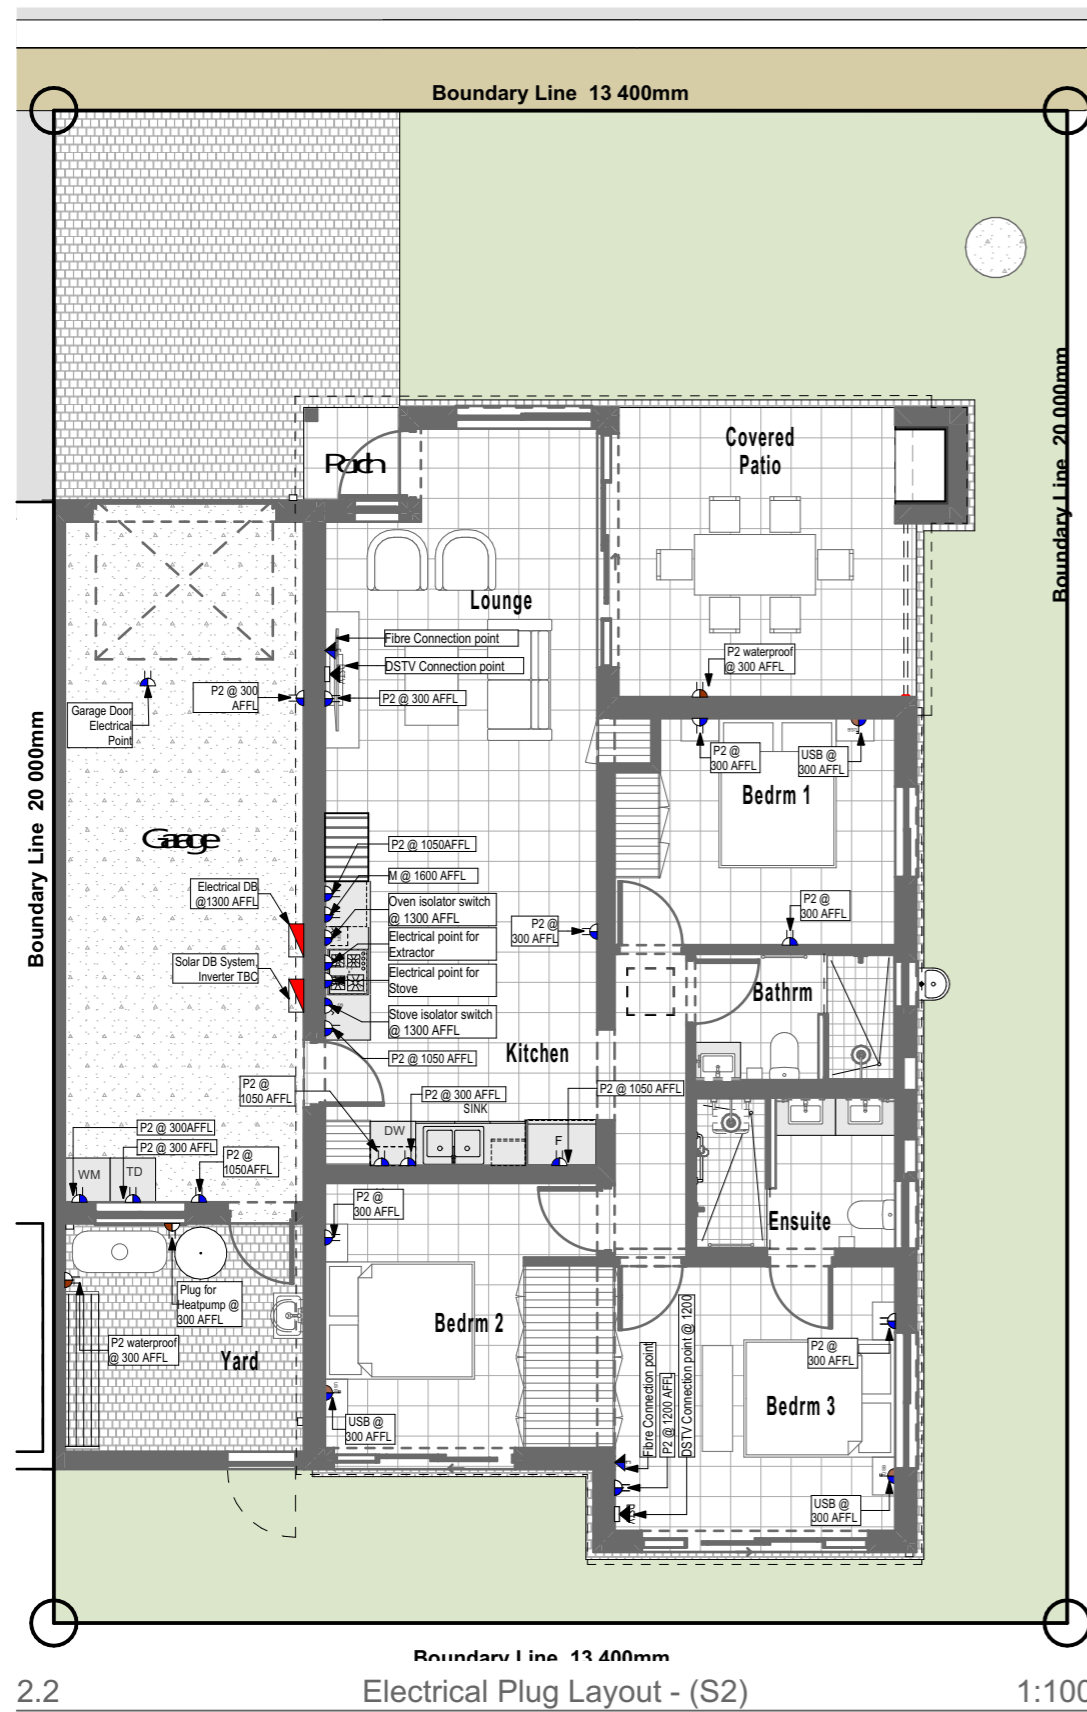 Boundary Line 13 400mm
Boundary Line 20 000mm
Boundary Line 20 000mm
Porch
Covered
Patio
Lounge
Fibre Connection point
DSTV Connection point
P2 @ 300 AFFL
P2 @ 300
AFFL
Garage Door
Electrical
Point
P2 waterproof
@ 300 AFFL
P2 @
300 AFFL
USB @
300 AFFL
Bedrm 1
Garage
P2 @ 1050AFFL
M @ 1600 AFFL
Oven isolator switch
@ 1300 AFFL
Electrical point for
Extractor
Electrical point for
Stove
Stove isolator switch
@ 1300 AFFL
P2 @ 1050 AFFL
Electrical DB
@1300 AFFL
Solar DB System,
Inverter TBC
P2 @
300 AFFL
P2 @
300 AFFL
Bathrm
Kitchen
P2 @
1050 AFFL
P2 @ 300 AFFL
SINK
P2 @ 1050 AFFL
DW
F
P2 @ 300AFFL
P2 @ 300 AFFL
P2 @
1050AFFL
WM
TD
P2 @
300 AFFL
Ensuite
Plug for
Heatpump @
300 AFFL
P2 waterproof
@ 300 AFFL
Yard
Bedrm 2
USB @
300 AFFL
Fibre Connection point
P2 @ 1200 AFFL
DSTV Connection point @ 1200
P2 @
300 AFFL
Bedrm 3
USB @
300 AFFL
Boundary Line 13 400mm
2.2 Electrical Plug Layout - (S2) 1:100